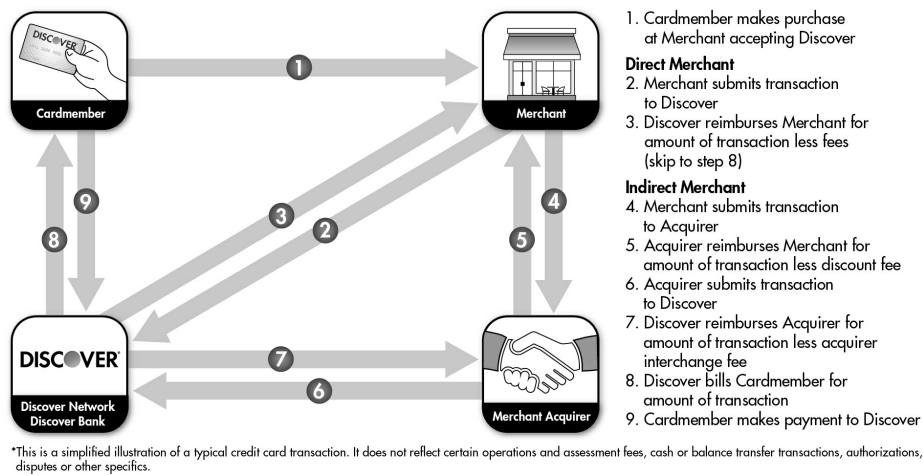 DISCOVER
Cardmember
1
Merchant
9
8
3
2
4
5
DISCOVER
7
6
Discover Network
Discover Bank
Merchant Acquirer
1. Cardmember makes purchase
at Merchant accepting Discover
Direct Merchant
2. Merchant submits transaction
to Discover
3. Discover reimburses Merchant for
amount of transaction less fees
(skip to step 8)
Indirect Merchant
4. Merchant submits transaction
to Acquirer
5. Acquirer reimburses Merchant for
amount of transaction less discount fee
6. Acquirer submits transaction
to Discover
7. Discover reimburses Acquirer for
amount of transaction less acquirer
interchange fee
8. Discover bills Cardmember for
amount of transaction
9. Cardmember makes payment to Discover
*This is a simplified illustration of a typical credit card transaction. It does not reflect certain operations and assessment fees, cash or balance transfer transactions, authorizations,
disputes or other specifics.